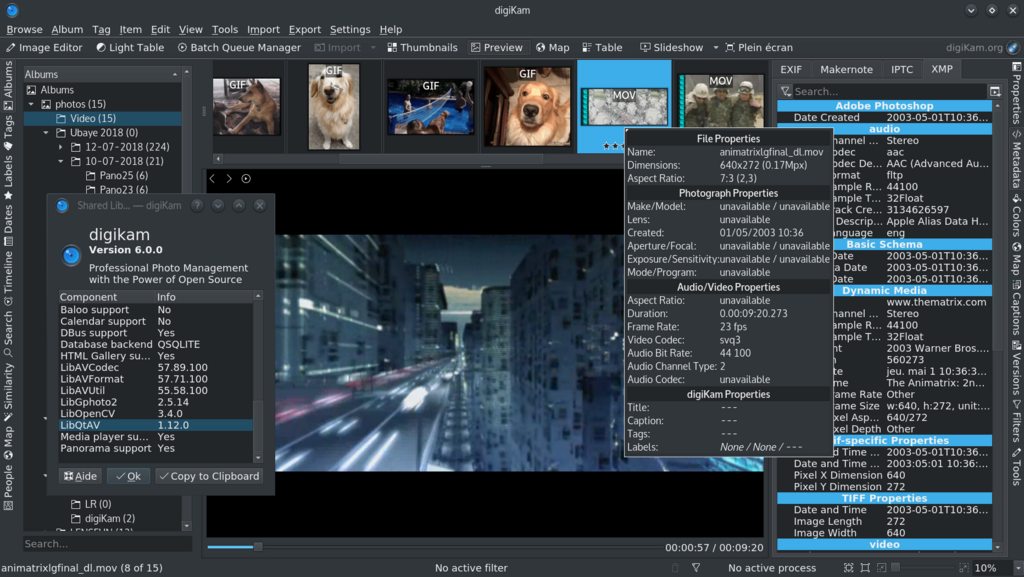 digiKam
Browse Album Tag Item Edit View Tools Import Export Settings Help
Image Editor Light Table Batch Queue Manager Import Thumbnails Preview Map Table Slideshow Plein écran digiKam.org
Albums
Tags
Labels
Dates
Timeline
Search
Similarity
Map
People
Albums
Albums
photos (15)
Video (15)
Ubaye 2018 (0)
12-07-2018 (224)
10-07-2018 (21)
Pano25 (6)
Pano23 (6)
LR (0)
digiKam (2)
Search...
Shared Lib... — digiKam
digikam
Version 6.0.0
Professional Photo Management
with the Power of Open Source
Component Info
Baloo support No
Calendar support No
DBus support Yes
Database backend QSQLITE
HTML Gallery su... Yes
LibAVCodec 57.89.100
LibAVFormat 57.71.100
LibAVUtil 55.58.100
LibGphoto2 2.5.14
LibOpenCV 3.4.0
LibQtAV 1.12.0
Media player su... Yes
Panorama support Yes
Aide Ok Copy to Clipboard
GIF GIF GIF GIF MOV MOV
File Properties
Name: animatrixlgfinal_dl.mov
Dimensions: 640x272 (0.17Mpx)
Aspect Ratio: 7:3 (2,3)
Photograph Properties
Make/Model: unavailable / unavailable
Lens: unavailable
Created: 01/05/2003 10:36
Aperture/Focal: unavailable / unavailable
Exposure/Sensitivity: unavailable / unavailable
Mode/Program: unavailable
Audio/Video Properties
Aspect Ratio: unavailable
Duration: 0.00:09:20.273
Frame Rate: 23 fps
Video Codec: svq3
Audio Bit Rate: 44 100
Audio Channel Type: 2
Audio Codec: unavailable
digiKam Properties
Title: ---
Caption: ---
Tags: ---
Labels: None / None / ---
00:00:57 / 00:09:20
EXIF Makernote IPTC XMP
Search...
Adobe Photoshop
Date Created 2003-05-01T10:36...
audio
hannel ... Stereo
odec aac
odec De... AAC (Advanced Au...
ormat fltp
ample R... 44100
ample T... 32Float
ack Cre... 3134626597
Descrip... Apple Alias Data H...
anguage eng
Basic Schema
Date 2003-05-01T10:36...
a Date 2003-05-01T10:36...
Date 2003-05-01T10:36...
Dynamic Media
www.thematrix.com
hannel ... Stereo
ample R... 44100
ample T... 32Float
ht 2003 Warner Bros....
560273
jeu. mai 1 10:36:3...
The Animatrix: 2n...
rame Rate Other
rame Size w:640, h:272, unit:...
xel Asp... 640/272
xel Depth Other
if-specific Properties
Date and Time ... 2003-05-01T10:36...
Date and Time ... 2003:05:01 10:36:...
Pixel X Dimension 640
Pixel Y Dimension 272
TIFF Properties
Date and Time 2003-05-01T10:36...
Image Length 272
Image Width 640
video
Properties
Metadata
Colors
Map
Captions
Versions
Filters
Tools
animatrixlgfinal_dl.mov (8 of 15) No active filter No active process 10%